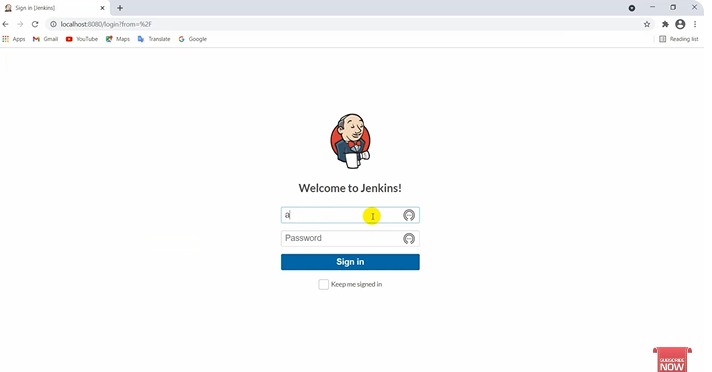 Sign in [Jenkins]
localhost:8080/login?from=%2F
Apps Gmail YouTube Maps Translate Google Reading list
Welcome to Jenkins!
a
Password
Sign in
Keep me signed in
SUBSCRIBE
NOW